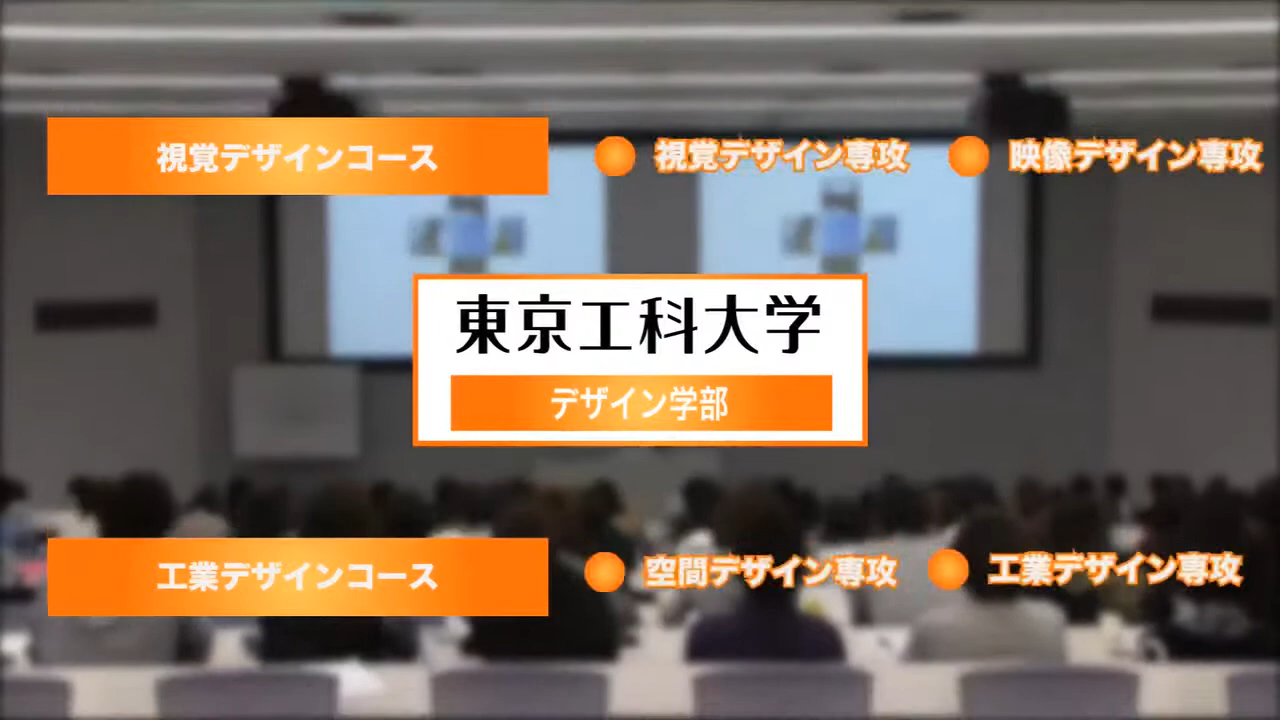 視覚デザインコース
視覚デザイン専攻
映像デザイン専攻
東京工科大学
デザイン学部
工業デザインコース
空間デザイン専攻
工業デザイン専攻